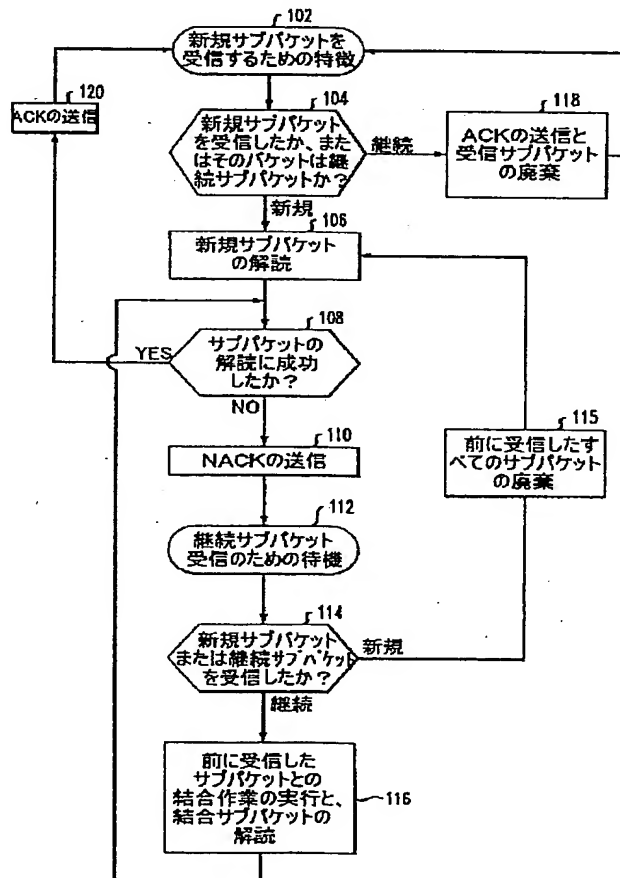 102
新規サブパケットを
受信するための特徴
120
ACKの送信
104
新規サブパケット
を受信したか、また
はそのパケットは継
続サブパケットか?
継続
118
ACKの送信と
受信サブパケット
の廃棄
新規
106
新規サブパケット
の解読
108
サブパケットの
解読に成功
したか?
YES
NO
110
NACKの送信
115
前に受信したす
べてのサブパケット
の廃棄
112
継続サブパケット
受信のための待機
114
新規サブパケット
または継続サブパケット
を受信したか?
新規
継続
前に受信した
サブパケットとの
結合作業の実行と、
結合サブパケットの
解読
116